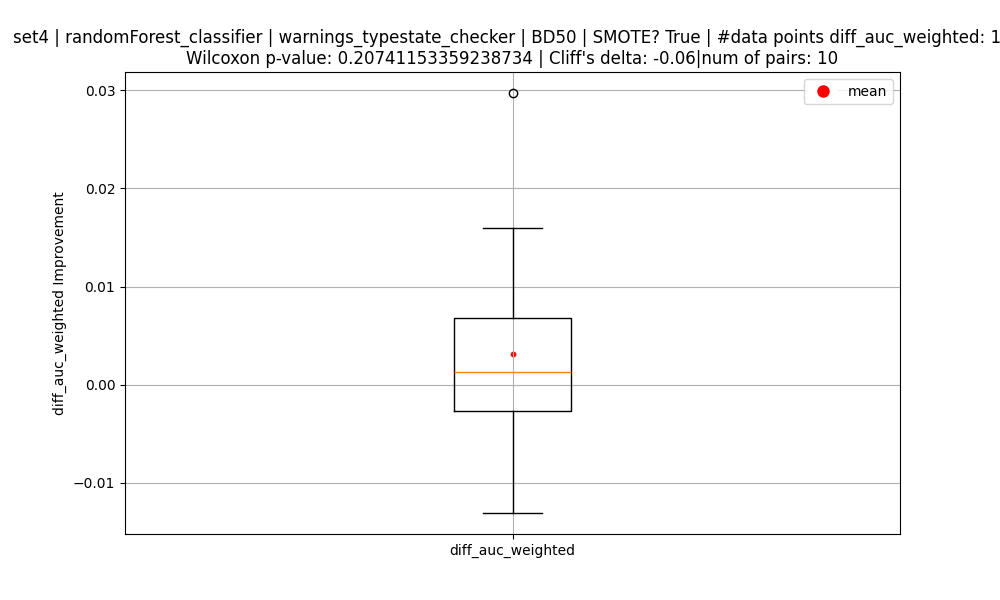 set4 | randomForest_classifier | warnings_typestate_checker | BD50 | SMOTE? True | #data points diff_auc_weighted: 1
Wilcoxon p-value: 0.20741153359238734 | Cliff's delta: -0.06|num of pairs: 10
mean
0.03
0.02
0.01
0.00
−0.01
diff_auc_weighted Improvement
diff_auc_weighted